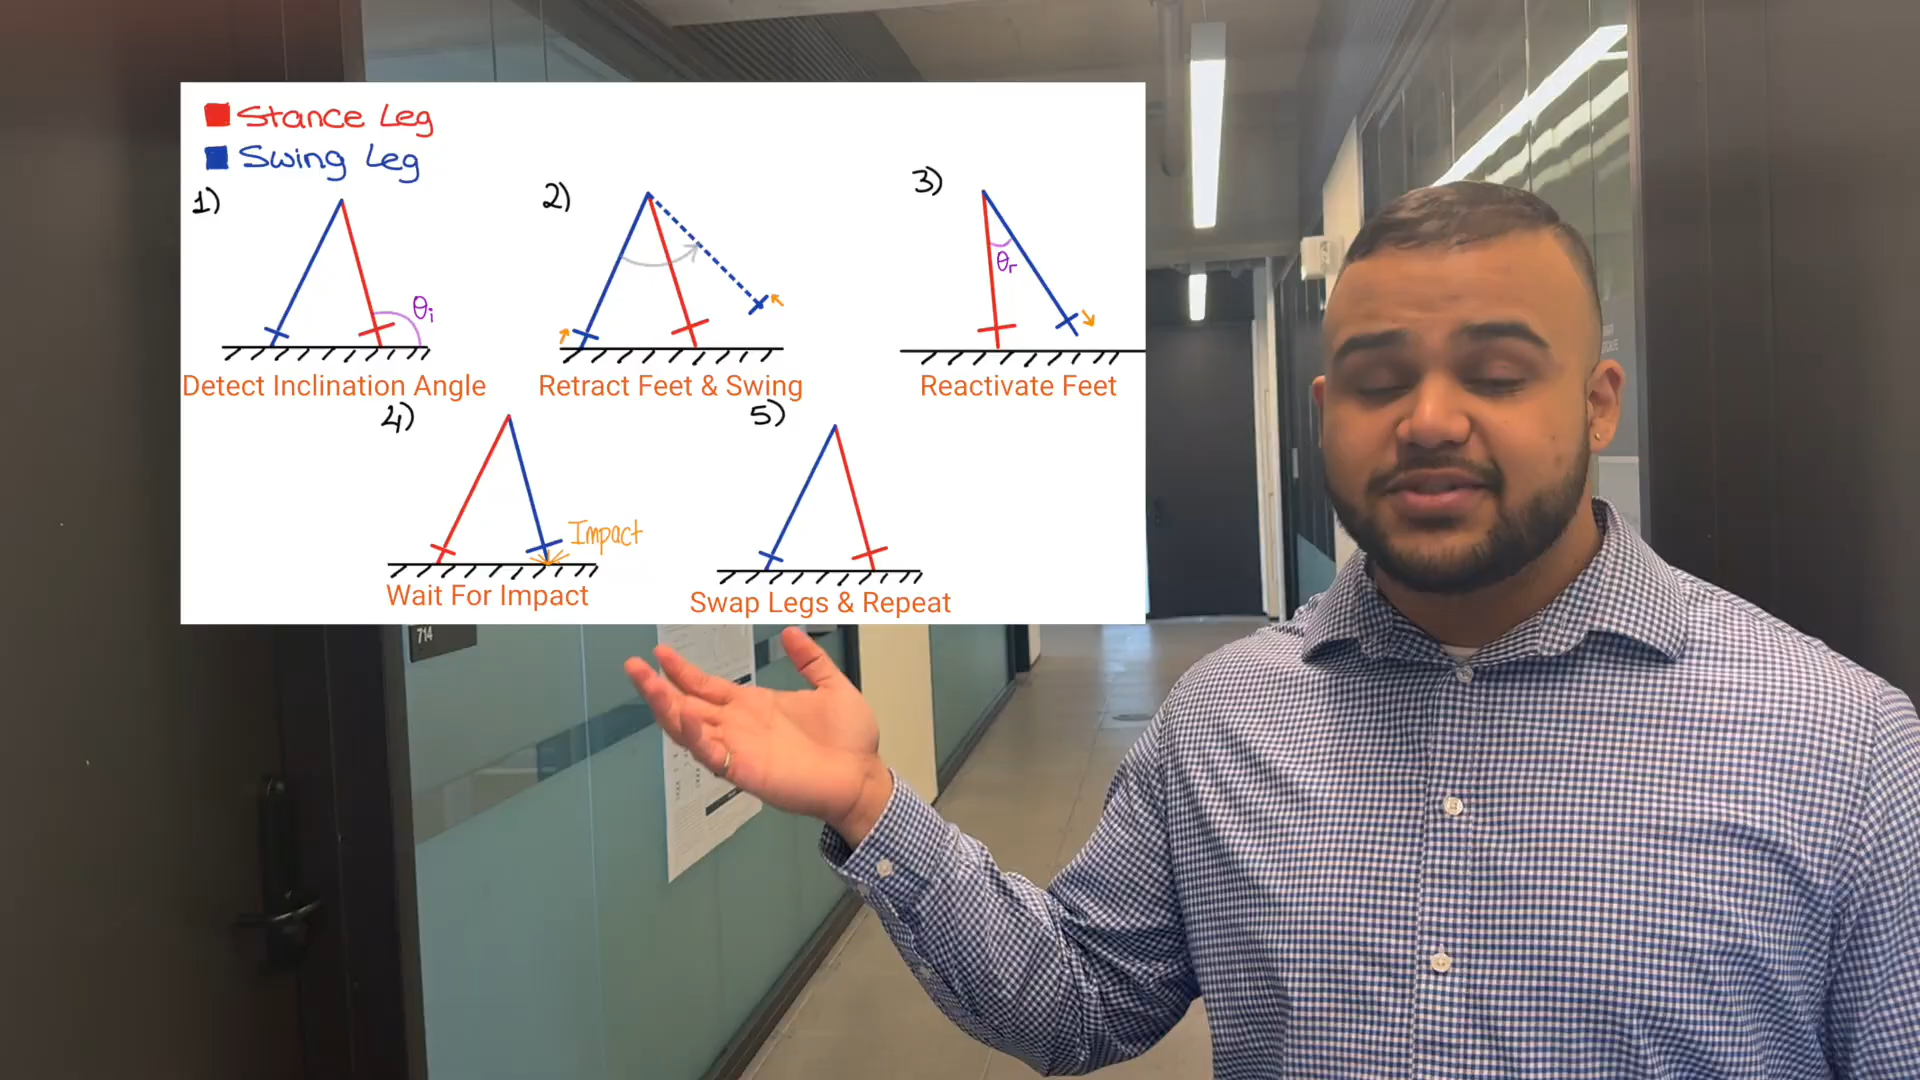 Stance Leg
Swing Leg
1)
θi
Detect Inclination Angle
2)
Retract Feet & Swing
3)
θr
Reactivate Feet
4)
Impact
Wait For Impact
5)
Swap Legs & Repeat
714